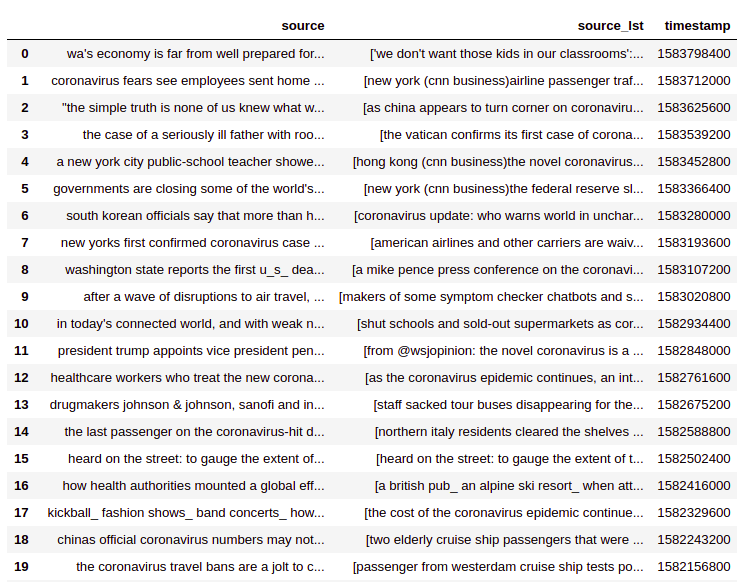 source source_lst timestamp
0 wa's economy is far from well prepared for... ['we don't want those kids in our classrooms':... 1583798400
1 coronavirus fears see employees sent home ... [new york (cnn business)airline passenger traf... 1583712000
2 "the simple truth is none of us knew what w... [as china appears to turn corner on coronaviru... 1583625600
3 the case of a seriously ill father with roo... [the vatican confirms its first case of corona... 1583539200
4 a new york city public-school teacher showe... [hong kong (cnn business)the novel coronavirus... 1583452800
5 governments are closing some of the world's... [new york (cnn business)the federal reserve sl... 1583366400
6 south korean officials say that more than h... [coronavirus update: who warns world in unchar... 1583280000
7 new yorks first confirmed coronavirus case ... [american airlines and other carriers are waiv... 1583193600
8 washington state reports the first u_s_ dea... [a mike pence press conference on the coronavi... 1583107200
9 after a wave of disruptions to air travel, ... [makers of some symptom checker chatbots and s... 1583020800
10 in today's connected world, and with weak n... [shut schools and sold-out supermarkets as cor... 1582934400
11 president trump appoints vice president pen... [from @wsjopinion: the novel coronavirus is a ... 1582848000
12 healthcare workers who treat the new corona... [as the coronavirus epidemic continues, an int... 1582761600
13 drugmakers johnson & johnson, sanofi and in... [staff sacked tour buses disappearing for the... 1582675200
14 the last passenger on the coronavirus-hit d... [northern italy residents cleared the shelves ... 1582588800
15 heard on the street: to gauge the extent of... [heard on the street: to gauge the extent of t... 1582502400
16 how health authorities mounted a global eff... [a british pub_ an alpine ski resort_ when att... 1582416000
17 kickball_ fashion shows_ band concerts_ how... [the cost of the coronavirus epidemic continue... 1582329600
18 chinas official coronavirus numbers may not... [two elderly cruise ship passengers that were ... 1582243200
19 the coronavirus travel bans are a jolt to c... [passenger from westerdam cruise ship tests po... 1582156800